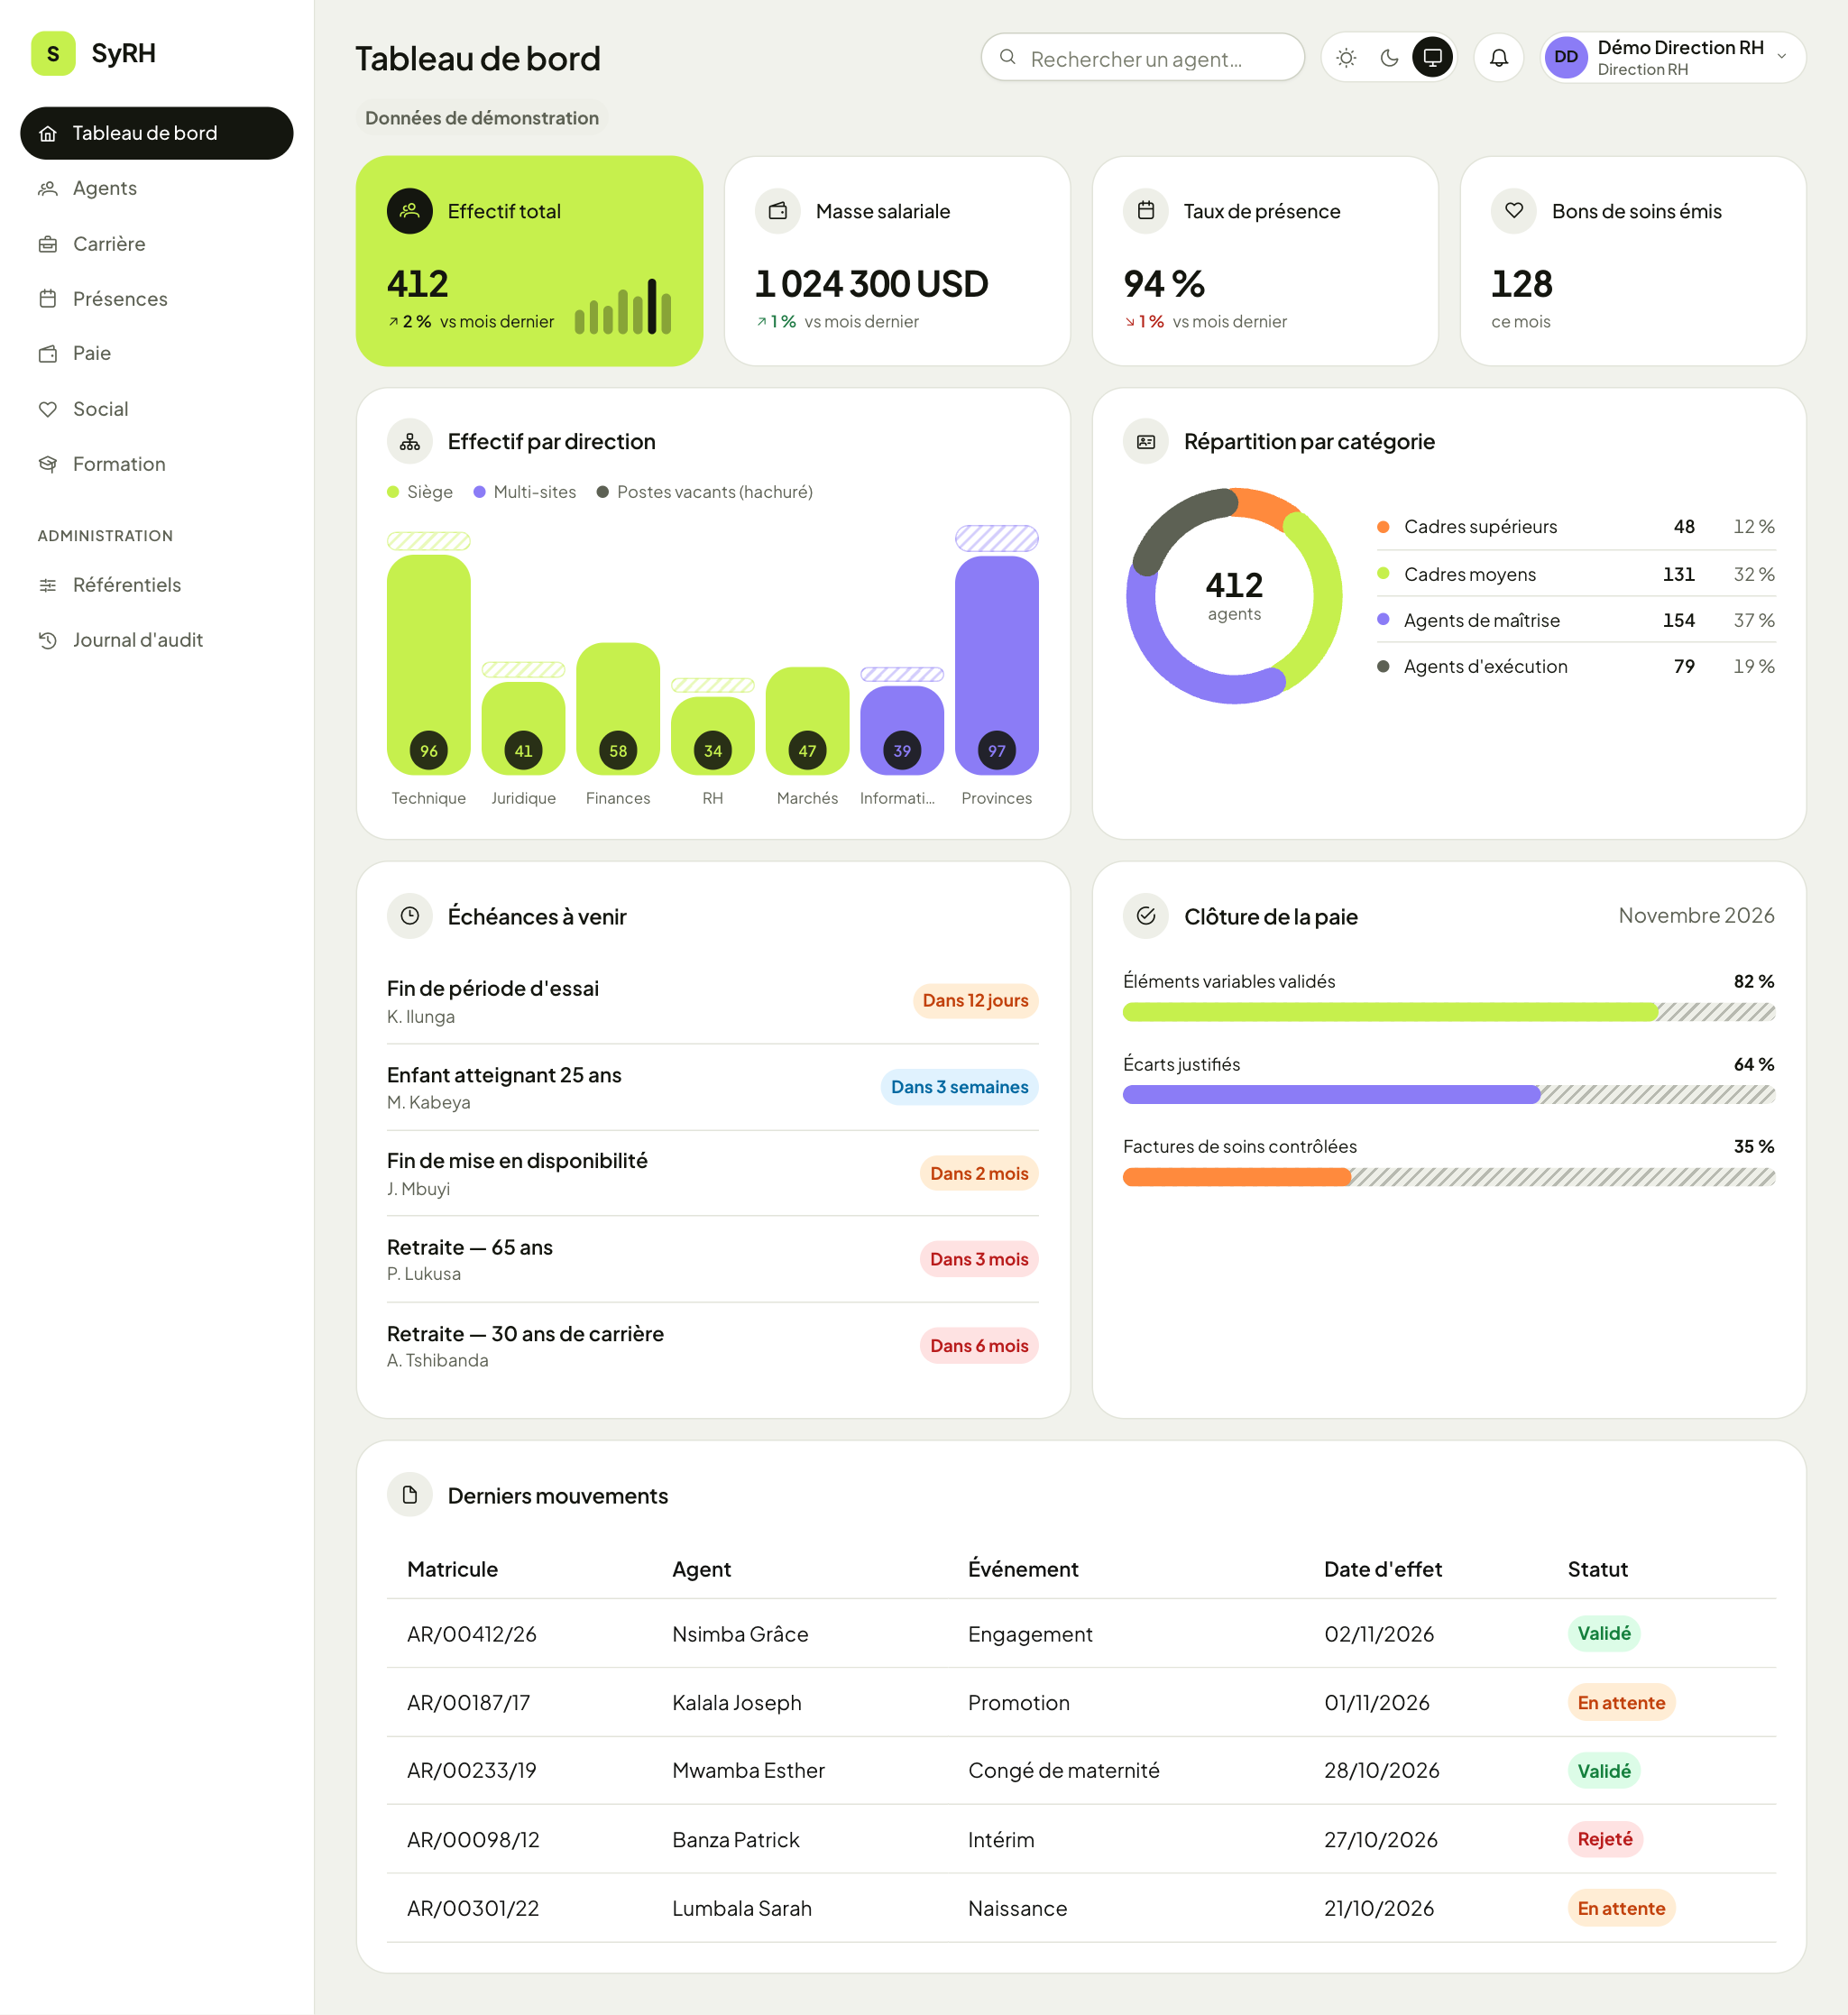 S SyRH
Tableau de bord
Agents
Carrière
Présences
Paie
Social
Formation
ADMINISTRATION
Référentiels
Journal d'audit
Tableau de bord
Rechercher un agent...
DD
Démo Direction RH
Direction RH
Données de démonstration
Effectif total
412
2 % vs mois dernier
Masse salariale
1 024 300 USD
1 % vs mois dernier
Taux de présence
94 %
1 % vs mois dernier
Bons de soins émis
128
ce mois
Effectif par direction
Siège Multi-sites Postes vacants (hachuré)
96 41 58 34 47 39 97
Technique Juridique Finances RH Marchés Informati... Provinces
Répartition par catégorie
412
agents
Cadres supérieurs 48 12 %
Cadres moyens 131 32 %
Agents de maîtrise 154 37 %
Agents d'exécution 79 19 %
Échéances à venir
Fin de période d'essai
K. Ilunga
Dans 12 jours
Enfant atteignant 25 ans
M. Kabeya
Dans 3 semaines
Fin de mise en disponibilité
J. Mbuyi
Dans 2 mois
Retraite — 65 ans
P. Lukusa
Dans 3 mois
Retraite — 30 ans de carrière
A. Tshibanda
Dans 6 mois
Clôture de la paie Novembre 2026
Éléments variables validés 82 %
Écarts justifiés 64 %
Factures de soins contrôlées 35 %
Derniers mouvements
Matricule Agent Événement Date d'effet Statut
AR/00412/26 Nsimba Grâce Engagement 02/11/2026 Validé
AR/00187/17 Kalala Joseph Promotion 01/11/2026 En attente
AR/00233/19 Mwamba Esther Congé de maternité 28/10/2026 Validé
AR/00098/12 Banza Patrick Intérim 27/10/2026 Rejeté
AR/00301/22 Lumbala Sarah Naissance 21/10/2026 En attente